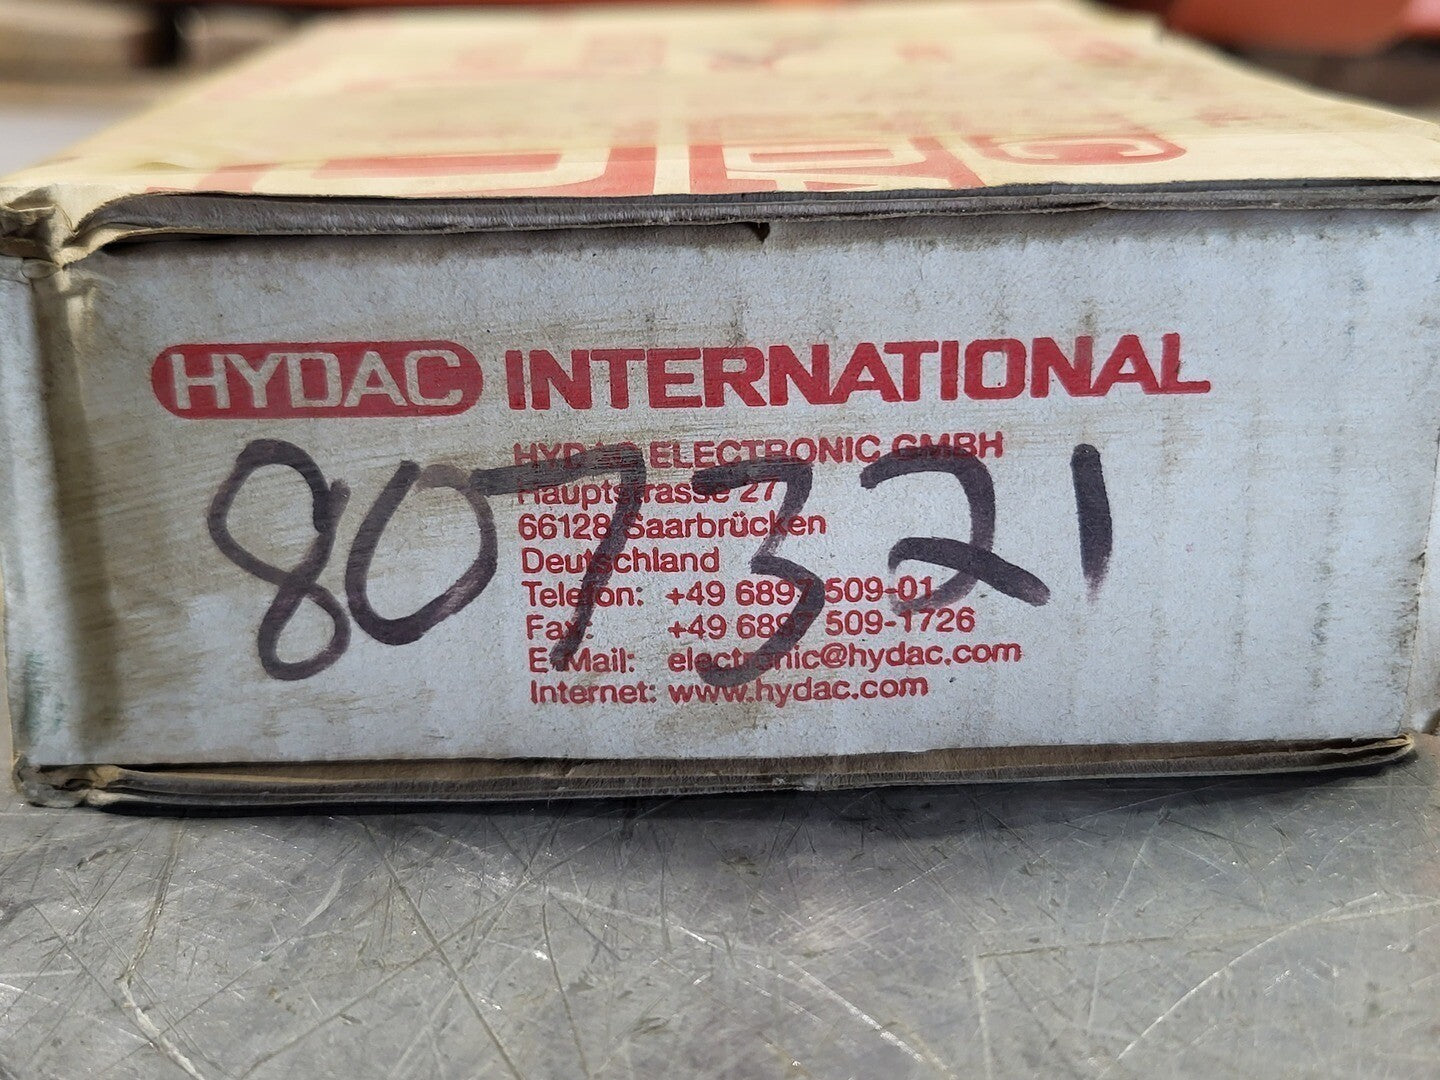 HYDAC INTERNATIONAL
HYDAC ELECTRONIC GMBH
Hauptstrasse 27
66128 Saarbrücken
Deutschland
Telefon: +49 6897 509-01
Fax: +49 6897 509-1726
E-Mail: electronic@hydac.com
Internet: www.hydac.com
807321